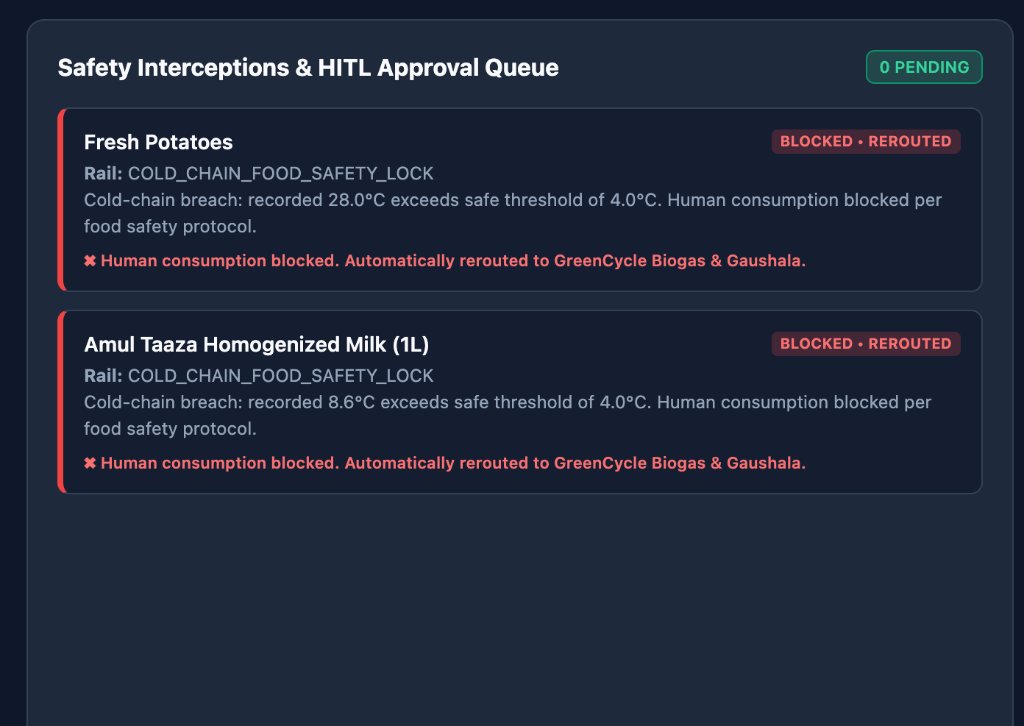 Safety Interceptions & HITL Approval Queue
0 PENDING
Fresh Potatoes
BLOCKED • REROUTED
Rail: COLD_CHAIN_FOOD_SAFETY_LOCK
Cold-chain breach: recorded 28.0°C exceeds safe threshold of 4.0°C. Human consumption blocked per
food safety protocol.
✖ Human consumption blocked. Automatically rerouted to GreenCycle Biogas & Gaushala.
Amul Taaza Homogenized Milk (1L)
BLOCKED • REROUTED
Rail: COLD_CHAIN_FOOD_SAFETY_LOCK
Cold-chain breach: recorded 8.6°C exceeds safe threshold of 4.0°C. Human consumption blocked per
food safety protocol.
✖ Human consumption blocked. Automatically rerouted to GreenCycle Biogas & Gaushala.